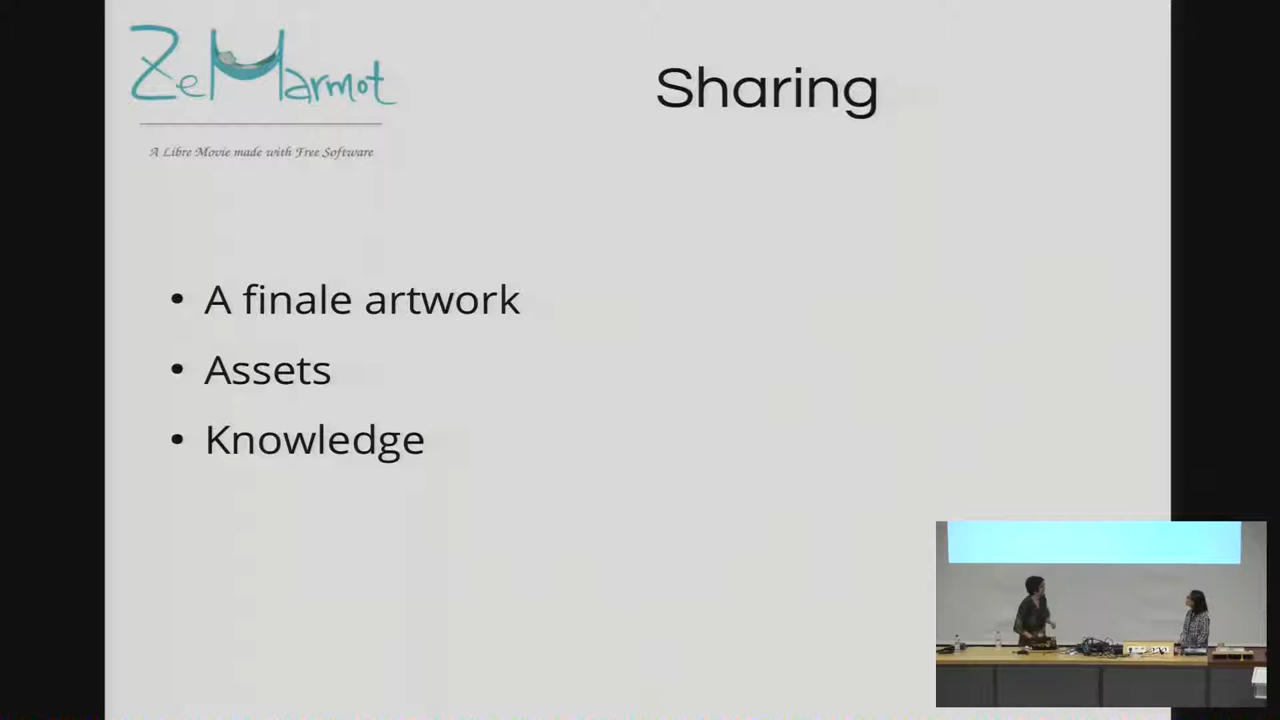 ZeMarmot
A Libre Movie made with Free Software
Sharing
• A finale artwork
• Assets
• Knowledge